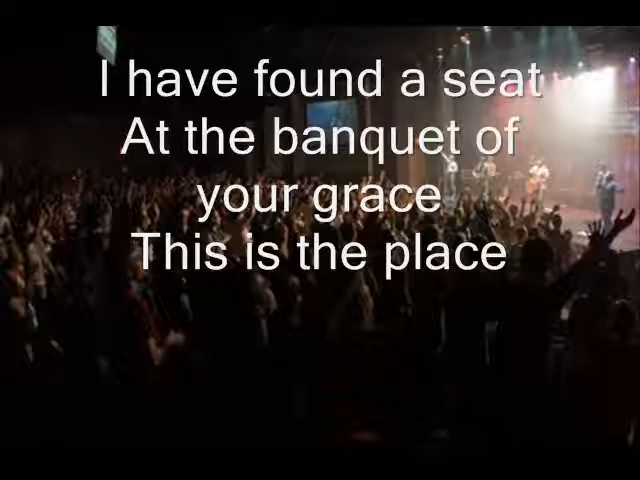 I have found a seat
At the banquet of
your grace
This is the place